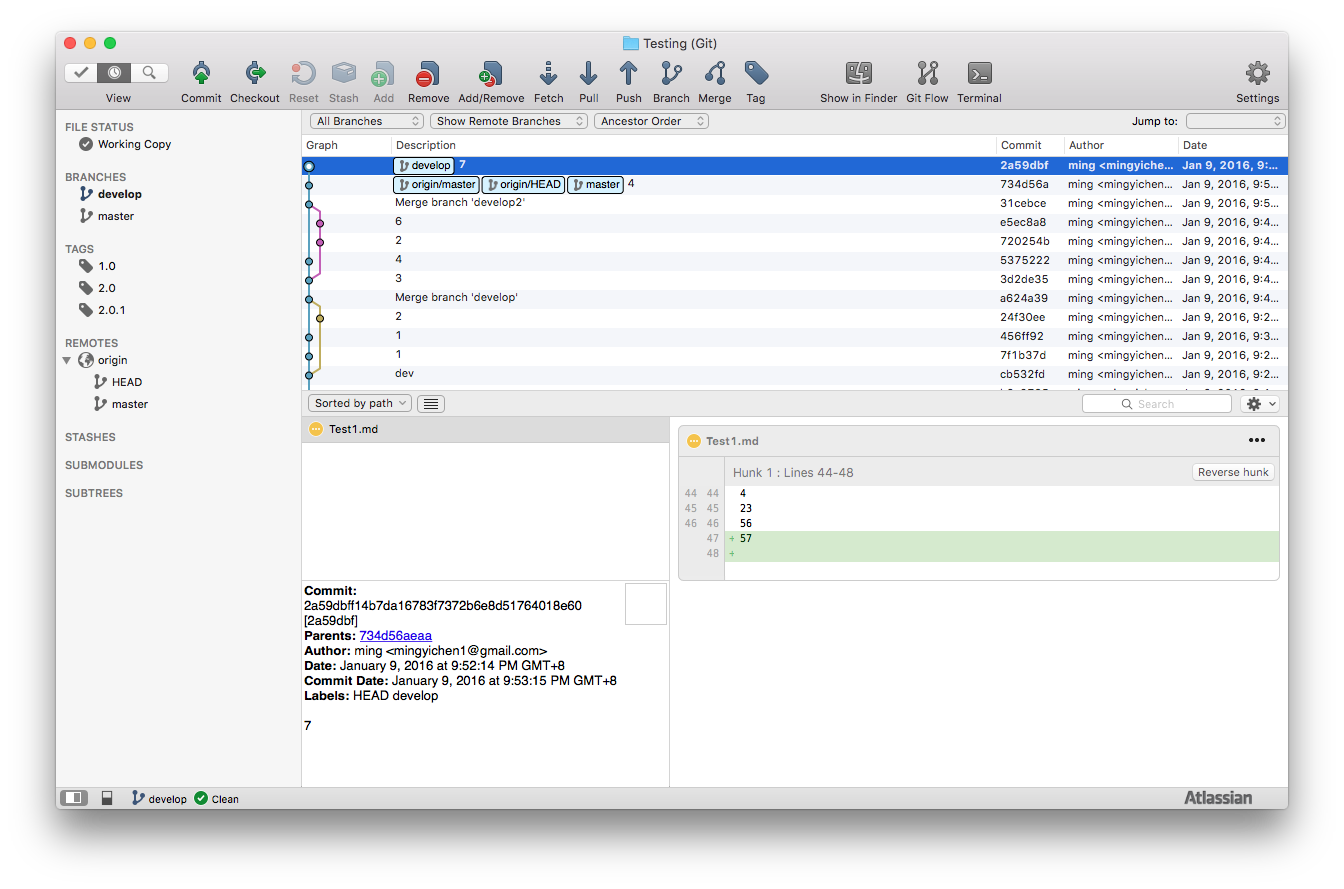 Testing (Git)
View Commit Checkout Reset Stash Add Remove Add/Remove Fetch Pull Push Branch Merge Tag Show in Finder Git Flow Terminal Settings
All Branches Show Remote Branches Ancestor Order Jump to:
FILE STATUS
Working Copy
BRANCHES
develop
master
TAGS
1.0
2.0
2.0.1
REMOTES
origin
HEAD
master
STASHES
SUBMODULES
SUBTREES
Graph Description Commit Author Date
develop 7 2a59dbf ming <mingyichen... Jan 9, 2016, 9:...
origin/master origin/HEAD master 4 734d56a ming <mingyichen... Jan 9, 2016, 9:5...
Merge branch 'develop2' 31cebce ming <mingyichen... Jan 9, 2016, 9:5...
6 e5ec8a8 ming <mingyichen... Jan 9, 2016, 9:4...
2 720254b ming <mingyichen... Jan 9, 2016, 9:4...
4 5375222 ming <mingyichen... Jan 9, 2016, 9:4...
3 3d2de35 ming <mingyichen... Jan 9, 2016, 9:4...
Merge branch 'develop' a624a39 ming <mingyichen... Jan 9, 2016, 9:4...
2 24f30ee ming <mingyichen... Jan 9, 2016, 9:2...
1 456ff92 ming <mingyichen... Jan 9, 2016, 9:3...
1 7f1b37d ming <mingyichen... Jan 9, 2016, 9:2...
dev cb532fd ming <mingyichen... Jan 9, 2016, 9:2...
Sorted by path Search
Test1.md
Commit:
2a59dbff14b7da16783f7372b6e8d51764018e60
[2a59dbf]
Parents: 734d56aeaa
Author: ming <mingyichen1@gmail.com>
Date: January 9, 2016 at 9:52:14 PM GMT+8
Commit Date: January 9, 2016 at 9:53:15 PM GMT+8
Labels: HEAD develop
7
Test1.md •••
Hunk 1 : Lines 44-48 Reverse hunk
44 44 4
45 45 23
46 46 56
47 + 57
48 +
develop Clean Atlassian